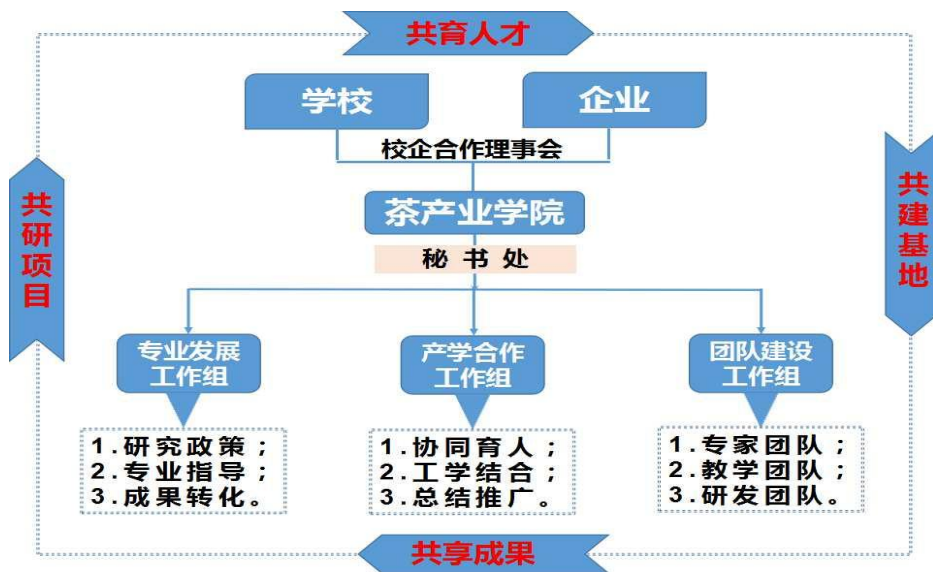 共育人才
学校
企业
校企合作理事会
茶产业学院
秘书处
共研项目
共建基地
专业发展
工作组
产学合作
工作组
团队建设
工作组
1.研究政策；
2.专业指导；
3.成果转化。
1.协同育人；
2.工学结合；
3.总结推广。
1.专家团队；
2.教学团队；
3.研发团队。
共享成果